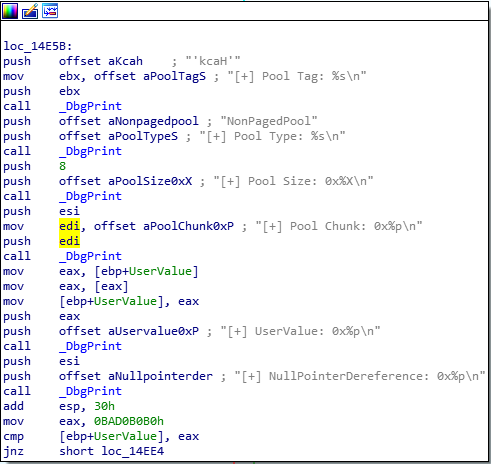 loc_14E5B:
push    offset aKcah    ; "'kcaH'"
mov     ebx, offset aPoolTagS ; "[+] Pool Tag: %s\n"
push    ebx
call    _DbgPrint
push    offset aNonpagedpool ; "NonPagedPool"
push    offset aPoolTypeS ; "[+] Pool Type: %s\n"
call    _DbgPrint
push    8
push    offset aPoolSize0xX ; "[+] Pool Size: 0x%X\n"
call    _DbgPrint
push    esi
mov     edi, offset aPoolChunk0xP ; "[+] Pool Chunk: 0x%p\n"
push    edi
call    _DbgPrint
mov     eax, [ebp+UserValue]
mov     eax, [eax]
mov     [ebp+UserValue], eax
push    eax
push    offset aUservalue0xP ; "[+] UserValue: 0x%p\n"
call    _DbgPrint
push    esi
push    offset aNullpointerder ; "[+] NullPointerDereference: 0x%p\n"
call    _DbgPrint
add     esp, 30h
mov     eax, 0BAD0B0B0h
cmp     [ebp+UserValue], eax
jnz     short loc_14EE4